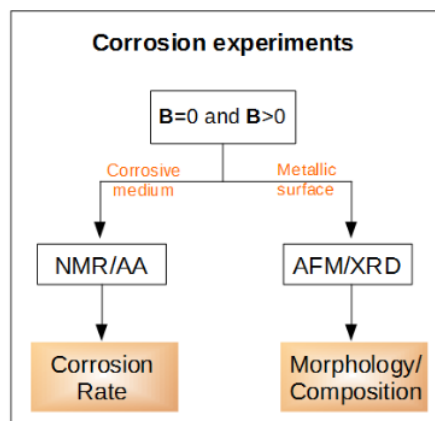 Corrosion experiments
B=0 and B>0
Corrosive
medium
Metallic
surface
NMR/AA
AFM/XRD
Corrosion
Rate
Morphology/
Composition